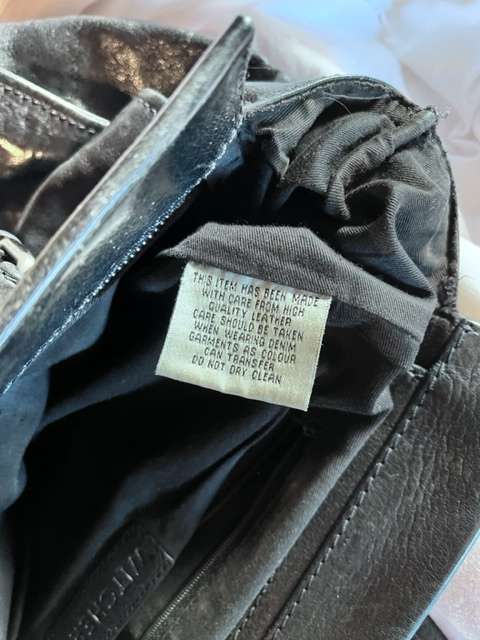 THIS ITEM HAS BEEN MADE
WITH CARE FROM HIGH
QUALITY LEATHER
CARE SHOULD BE TAKEN
WHEN WEARING DENIM
GARMENTS AS COLOUR
CAN TRANSFER
DO NOT DRY CLEAN